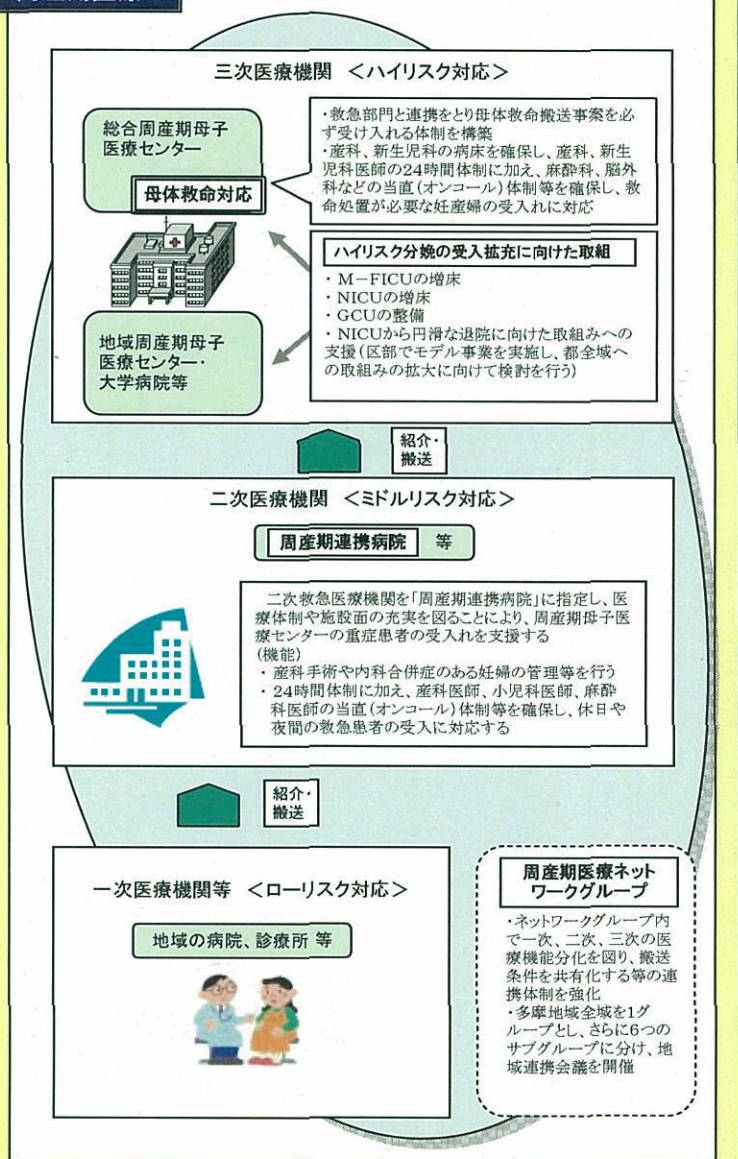 三次医療機関 <ハイリスク対応>
総合周産期母子
医療センター
母体救命対応
・救急部門と連携をとり母体救命搬送事案を必
ず受け入れる体制を構築
・産科、新生児科の病床を確保し、産科、新生
児科医師の24時間体制に加え、麻酔科、脳外
科などの当直(オンコール)体制等を確保し、救
命処置が必要な妊産婦の受入れに対応
ハイリスク分娩の受入拡充に向けた取組
・ M-FICUの増床
・ NICUの増床
・ GCUの整備
・ NICUから円滑な退院に向けた取組みへの
支援(区部でモデル事業を実施し、都全域へ
の取組みの拡大に向けて検討を行う)
地域周産期母子
医療センター・
大学病院等
紹介・
搬送
二次医療機関 <ミドルリスク対応>
周産期連携病院 等
二次救急医療機関を「周産期連携病院」に指定し、医
療体制や施設面の充実を図ることにより、周産期母子医
療センターの重症患者の受入れを支援する
(機能)
・ 産科手術や内科合併症のある妊婦の管理等を行う
・ 24時間体制に加え、産科医師、小児科医師、麻酔
科医師の当直(オンコール)体制等を確保し、休日や
夜間の救急患者の受入に対応する
紹介・
搬送
一次医療機関等 <ローリスク対応>
地域の病院、診療所 等
周産期医療ネット
ワークグループ
・ネットワークグループ内
で一次、二次、三次の医
療機能分化を図り、搬送
条件を共有化する等の連
携体制を強化
・多摩地域全域を1グ
ループとし、さらに6つの
サブグループに分け、地
域連携会議を開催